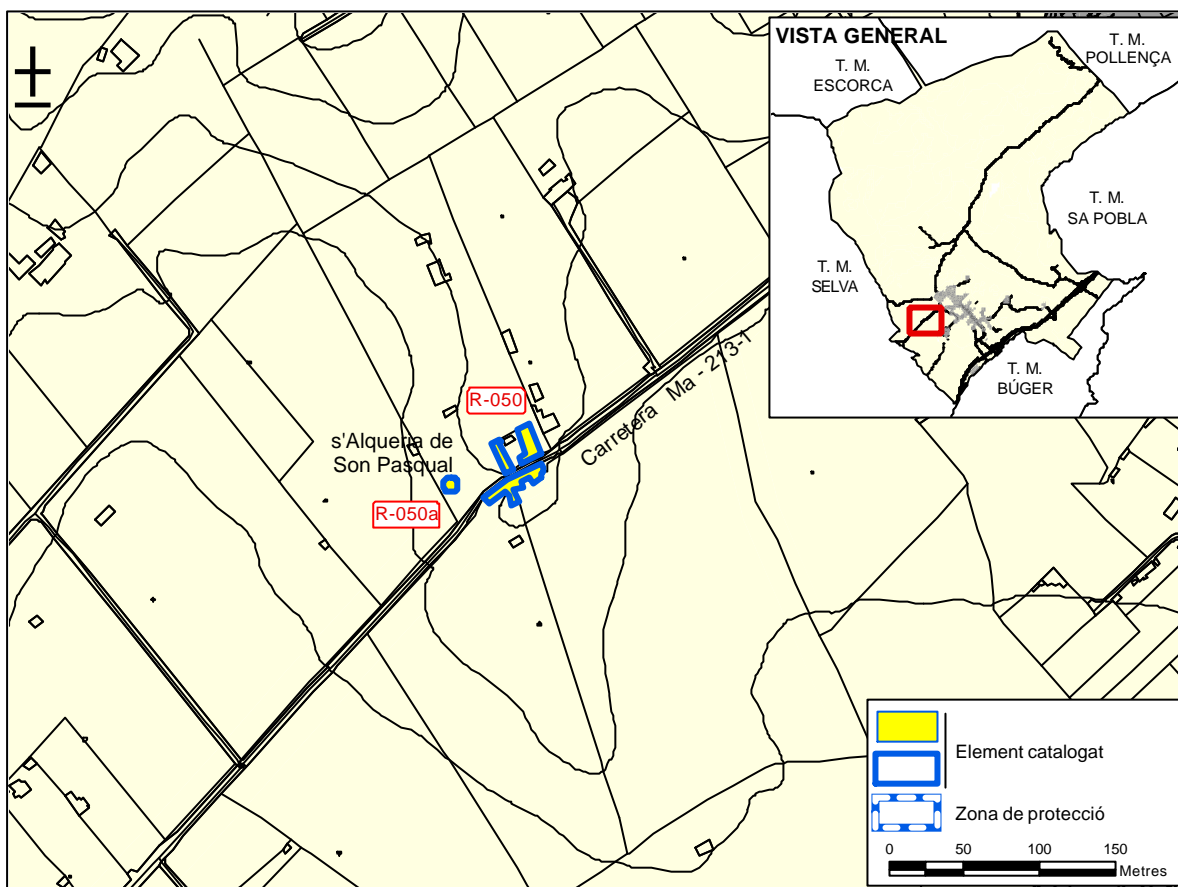 VISTA GENERAL
T. M.
POLLENÇA
T. M.
ESCORCA
T. M.
SA POBLA
T. M.
SELVA
T. M.
BÚGER
R-050
Carretera Ma - 213-1
s'Alqueria de
Son Pasqual
R-050a
Element catalogat
Zona de protecció
0 50 100 150
Metres